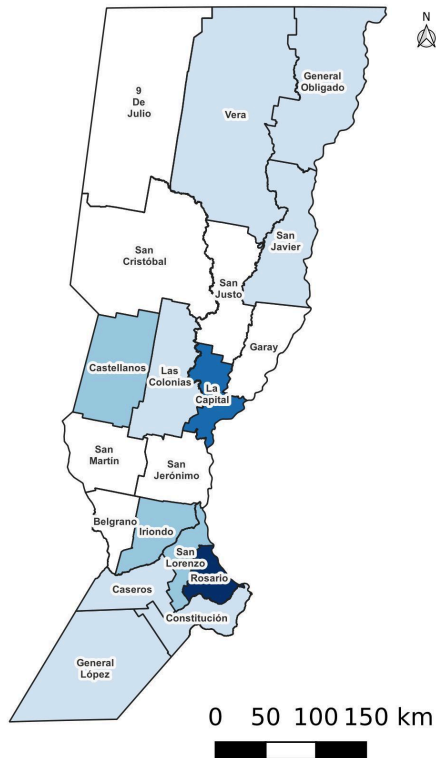 N
General
Obligado
9
De
Julio
Vera
San
Javier
San
Cristóbal
San
Justo
Garay
Castellanos
Las
Colonias
La
Capital
San
Martín
San
Jerónimo
Belgrano
Iriondo
San
Lorenzo
Rosario
Caseros
Constitución
General
López
0 50 100 150 km